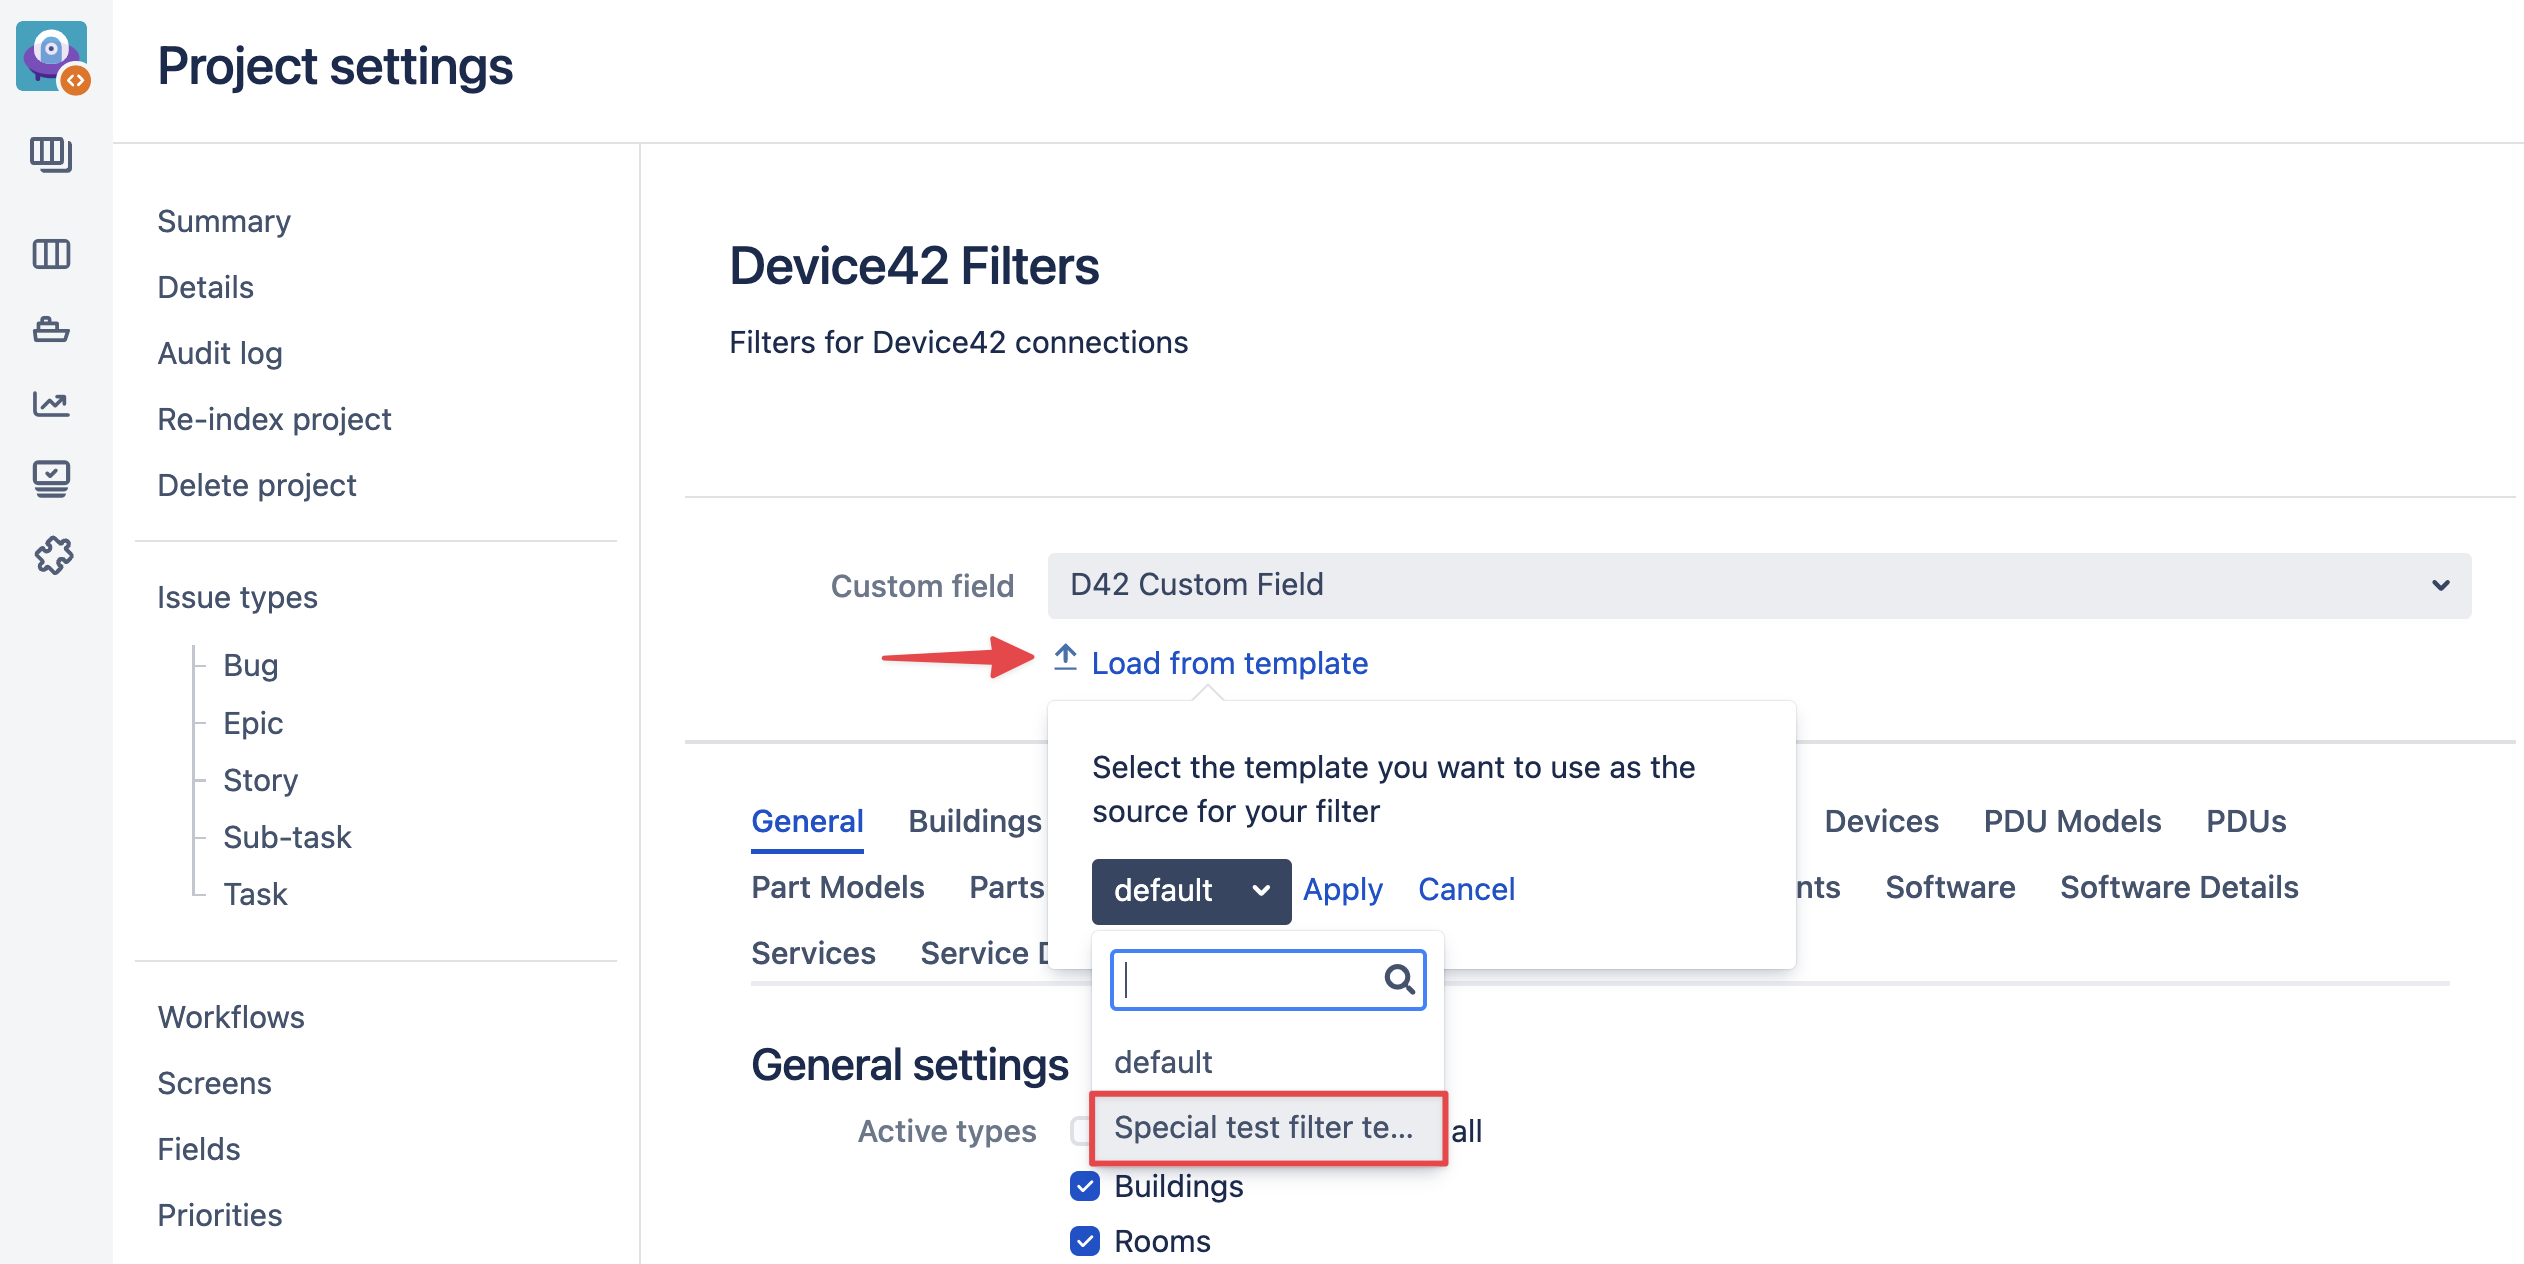 Project settings
Summary
Details
Audit log
Re-index project
Delete project
Issue types
Bug
Epic
Story
Sub-task
Task
Workflows
Screens
Fields
Priorities
Device42 Filters
Filters for Device42 connections
Custom field
D42 Custom Field
Load from template
Select the template you want to use as the
source for your filter
default
Apply
Cancel
General
Buildings
Devices
PDU Models
PDUs
Part Models
Parts
nts
Software
Software Details
Services
Service
default
Special test filter te...
General settings
Active types
all
Buildings
Rooms